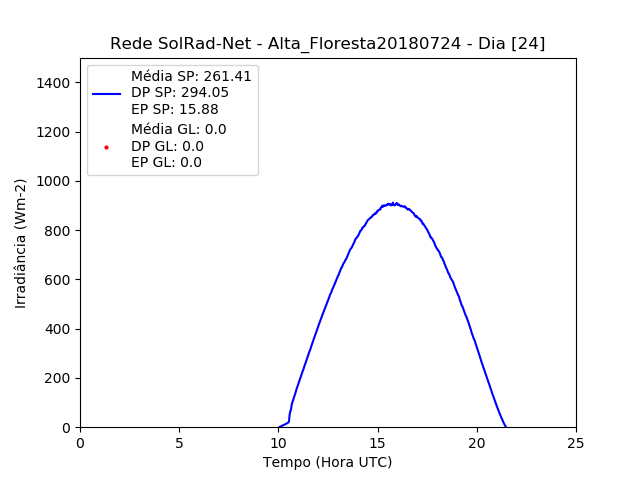 Rede SolRad-Net - Alta_Floresta20180724 - Dia [24]
Média SP: 261.41
DP SP: 294.05
EP SP: 15.88
Média GL: 0.0
DP GL: 0.0
EP GL: 0.0
1400
1200
1000
800
600
400
200
0
Irradiância (Wm-2)
0 5 10 15 20 25
Tempo (Hora UTC)